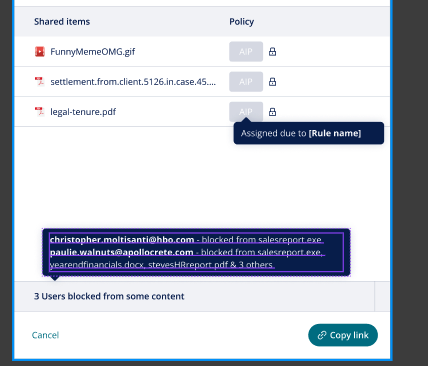 Shared items Policy
FunnyMemeOMG.gif AIP
settlement.from.client.5126.in.case.45.... AIP
legal-tenure.pdf AIP
Assigned due to [Rule name]
christopher.moltisanti@hbo.com - blocked from salesreport.exe
paulie.walnuts@apollocrete.com - blocked from salesreport.exe,
yearendfinancials.docx, stevesHRreport.pdf & 3 others.
3 Users blocked from some content
Cancel Copy link